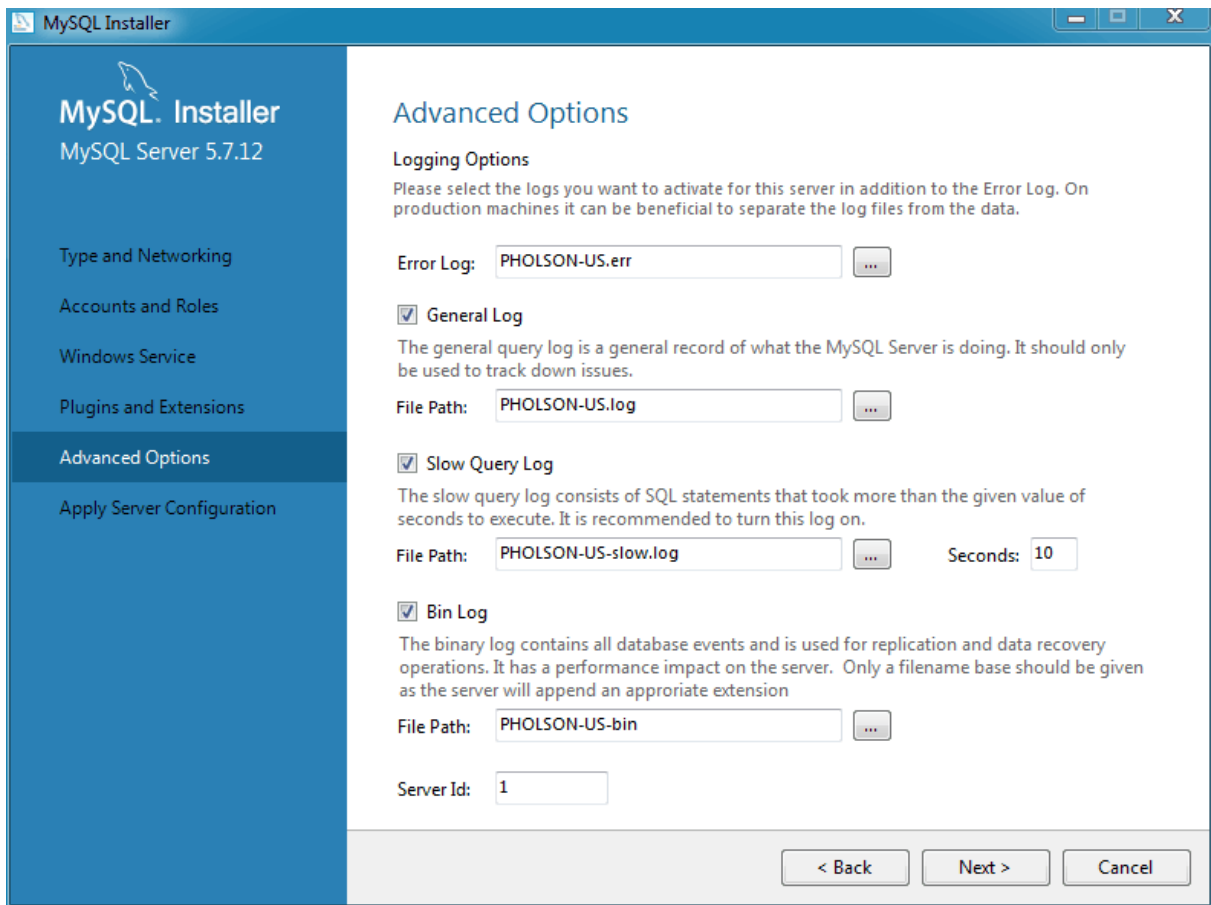 MySQL Installer
MySQL. Installer
MySQL Server 5.7.12
Type and Networking
Accounts and Roles
Windows Service
Plugins and Extensions
Advanced Options
Apply Server Configuration
Advanced Options
Logging Options
Please select the logs you want to activate for this server in addition to the Error Log. On
production machines it can be beneficial to separate the log files from the data.
Error Log: PHOLSON-US.err ...
General Log
The general query log is a general record of what the MySQL Server is doing. It should only
be used to track down issues.
File Path: PHOLSON-US.log ...
Slow Query Log
The slow query log consists of SQL statements that took more than the given value of
seconds to execute. It is recommended to turn this log on.
File Path: PHOLSON-US-slow.log ... Seconds: 10
Bin Log
The binary log contains all database events and is used for replication and data recovery
operations. It has a performance impact on the server.  Only a filename base should be given
as the server will append an approriate extension
File Path: PHOLSON-US-bin ...
Server Id: 1
< Back Next > Cancel